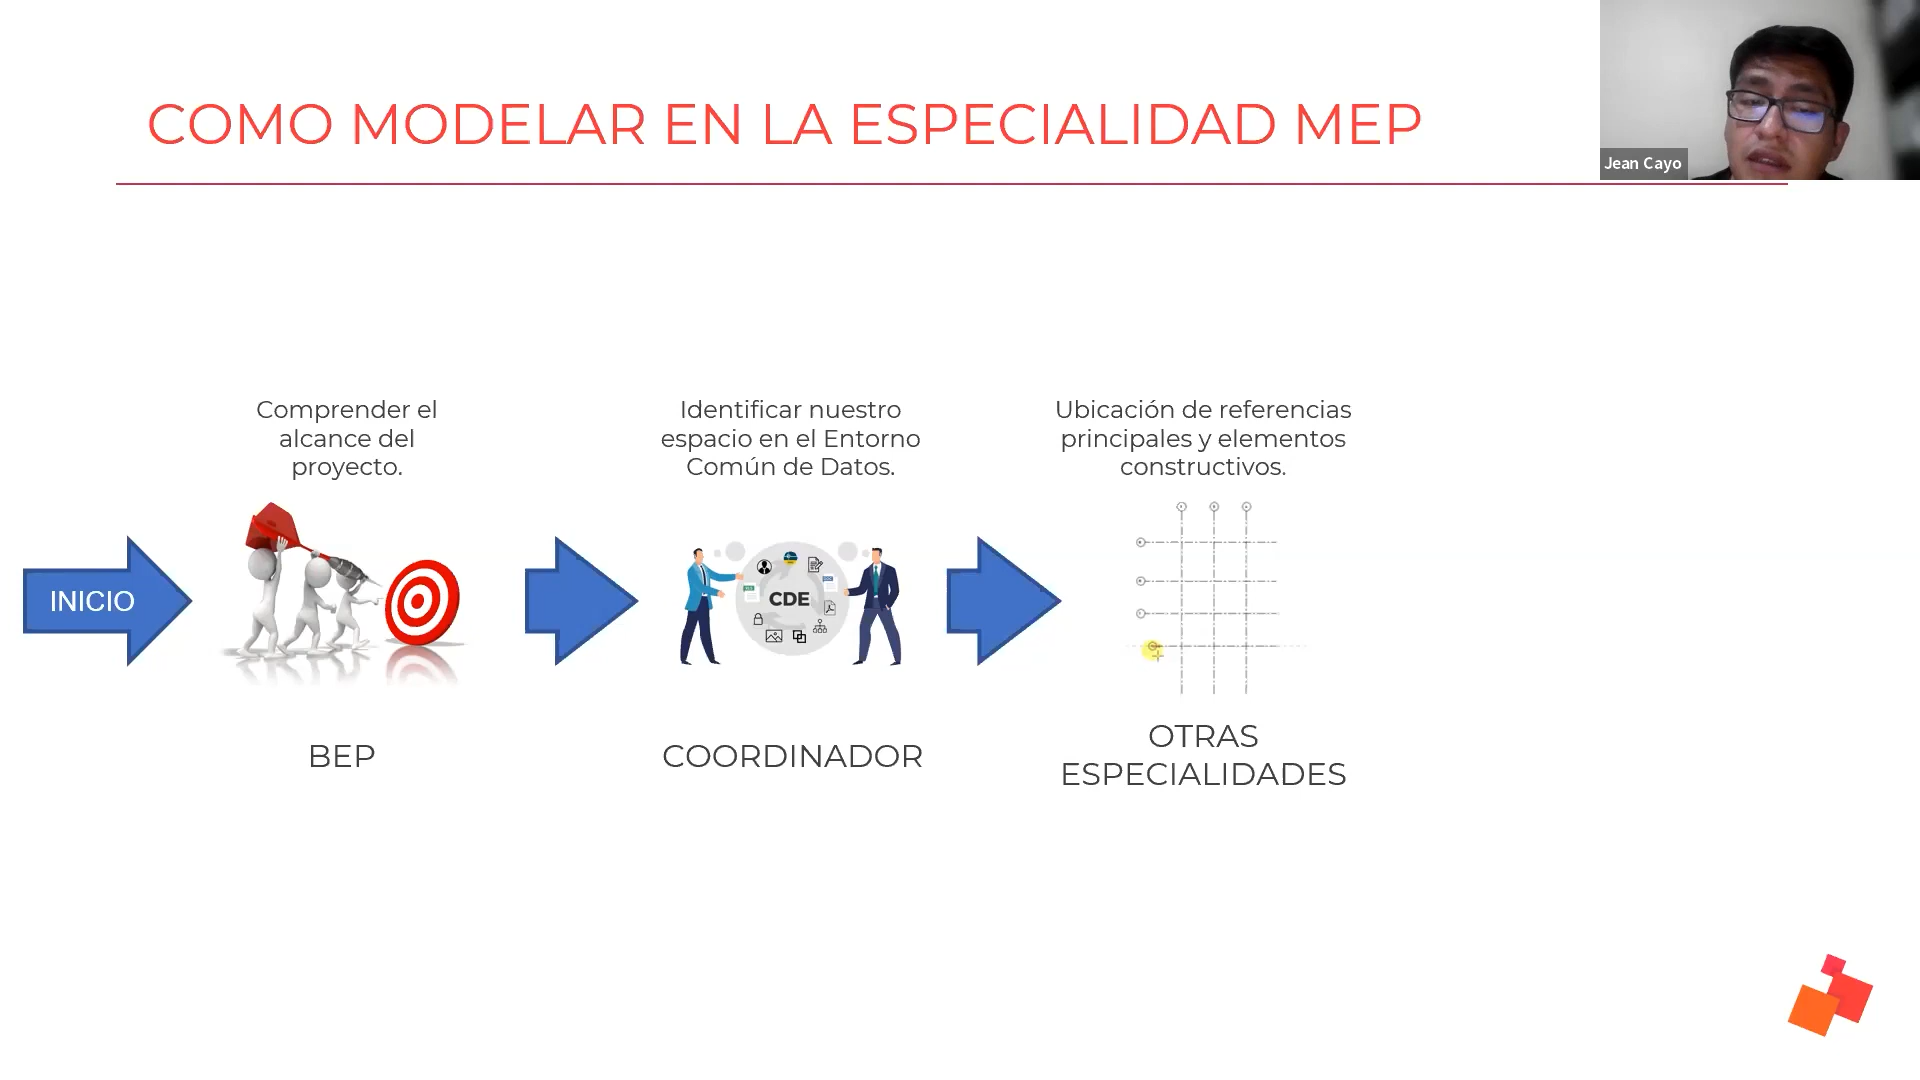 COMO MODELAR EN LA ESPECIALIDAD MEP
Jean Cayo
Comprender el
alcance del
proyecto.
Identificar nuestro
espacio en el Entorno
Común de Datos.
Ubicación de referencias
principales y elementos
constructivos.
INICIO
CDE
BEP
COORDINADOR
OTRAS
ESPECIALIDADES